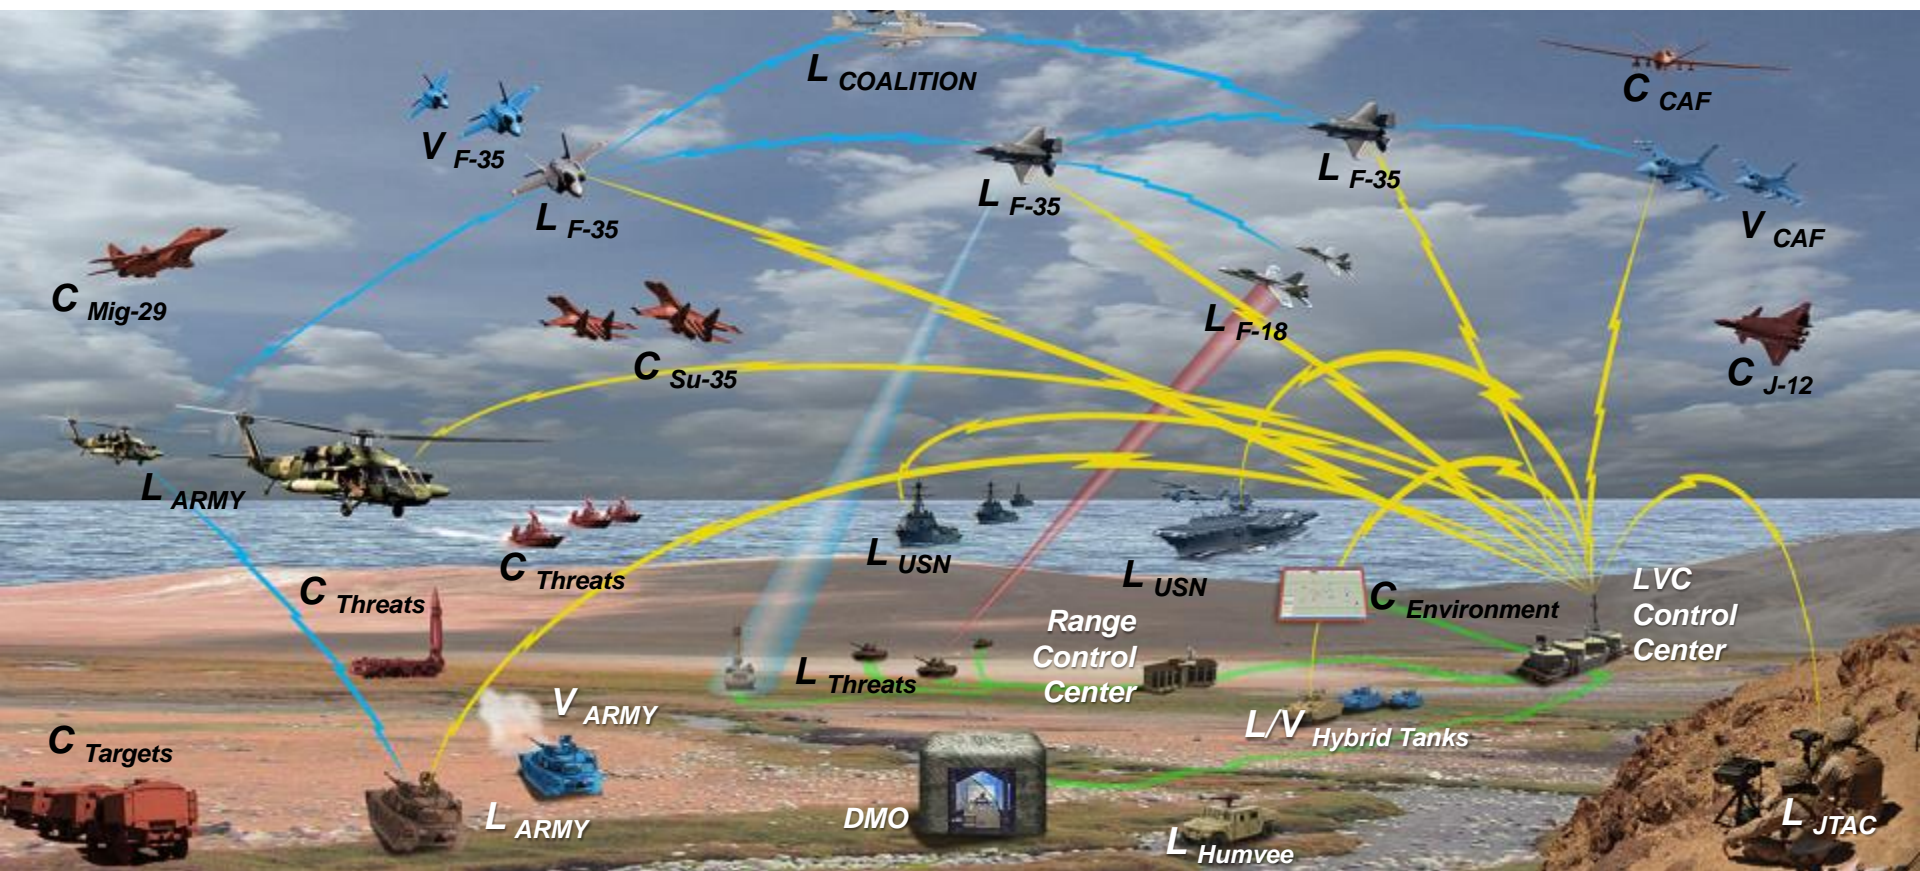 L COALITION
C CAF
V F-35
L F-35
L F-35
L F-35
V CAF
C Mig-29
L F-18
C Su-35
C J-12
L ARMY
C Threats
L USN
L USN
C Threats
C Environment
LVC
Control
Center
Range
Control
Center
L Threats
V ARMY
L/V Hybrid Tanks
C Targets
L ARMY
DMO
L Humvee
L JTAC